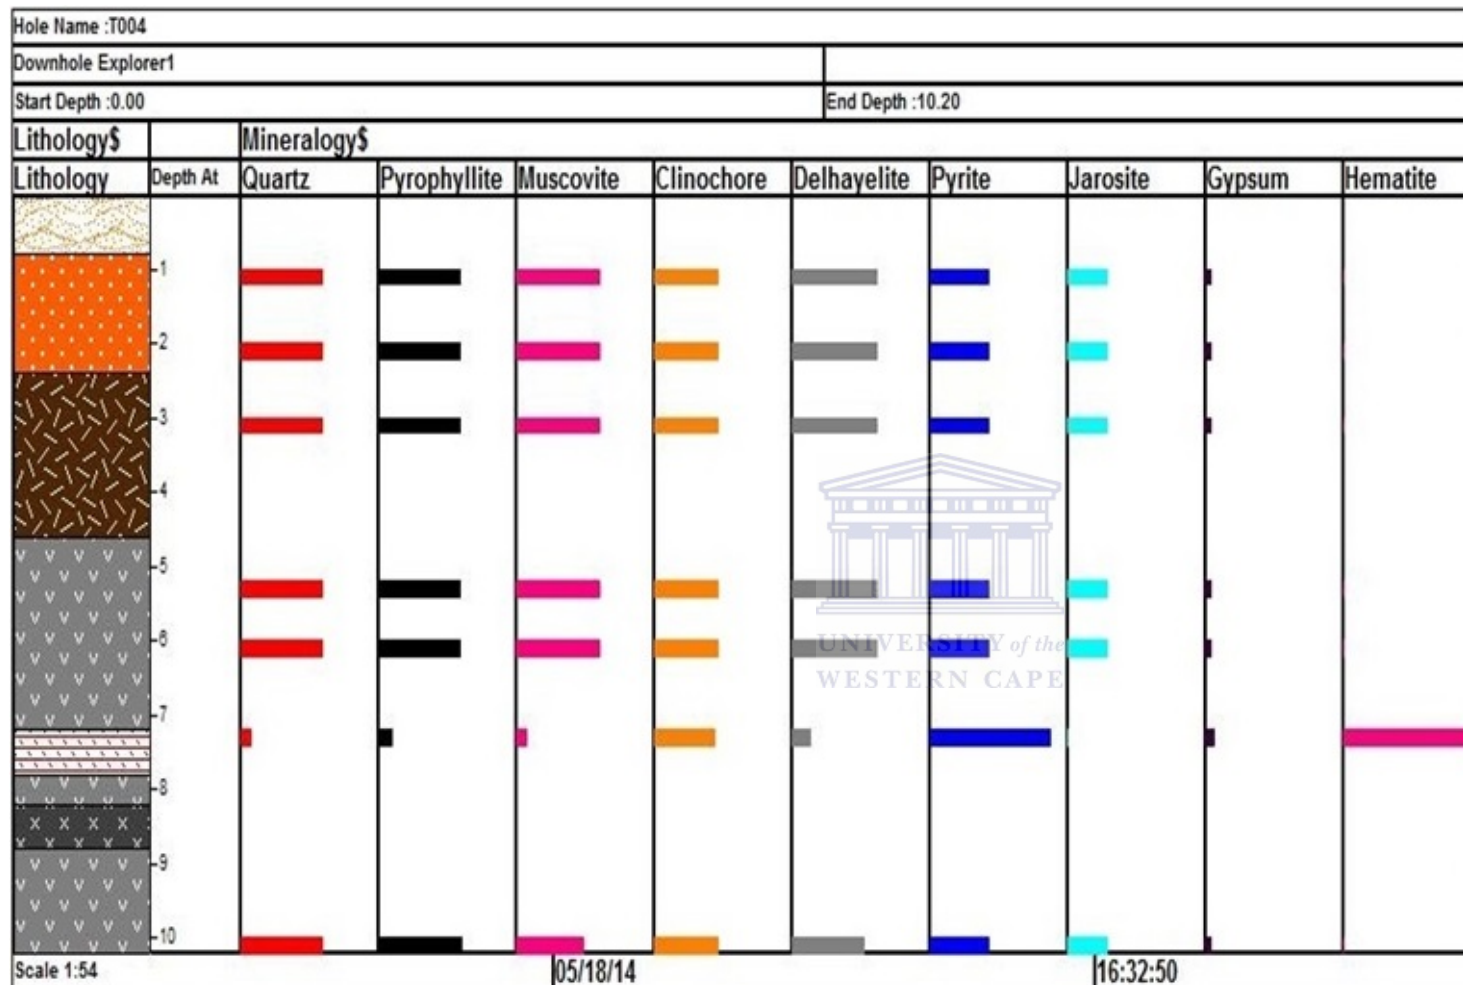 Hole Name :T004
Downhole Explorer1
Start Depth :0.00 End Depth :10.20
Lithology$ Mineralogy$
Lithology Depth At Quartz Pyrophyllite Muscovite Clinochore Delhayelite Pyrite Jarosite Gypsum Hematite
-1
-2
-3
-4
-5
-6
-7
-8
-9
-10
UNIVERSITY of the
WESTERN CAPE
Scale 1:54 05/18/14 16:32:50